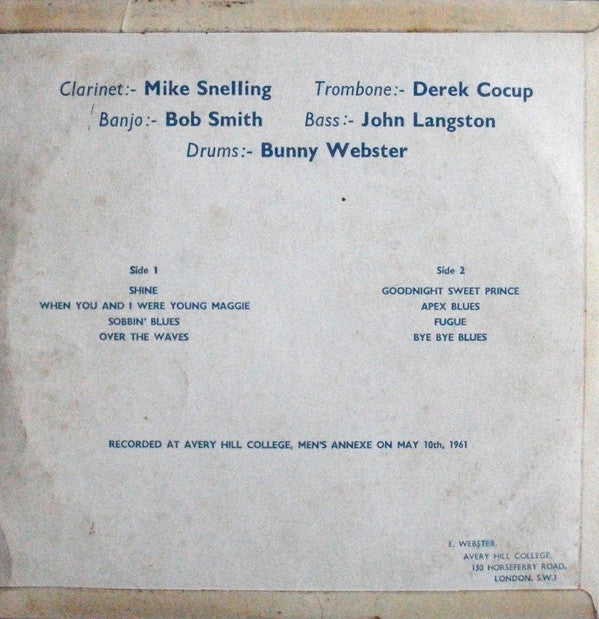 Clarinet:- Mike Snelling Trombone:- Derek Cocup
Banjo:- Bob Smith Bass:- John Langston
Drums:- Bunny Webster
Side 1
SHINE
WHEN YOU AND I WERE YOUNG MAGGIE
SOBBIN' BLUES
OVER THE WAVES
Side 2
GOODNIGHT SWEET PRINCE
APEX BLUES
FUGUE
BYE BYE BLUES
RECORDED AT AVERY HILL COLLEGE, MEN'S ANNEXE ON MAY 10th, 1961
E. WEBSTER,
AVERY HILL COLLEGE,
130 HORSEFERRY ROAD,
LONDON, S.W.1